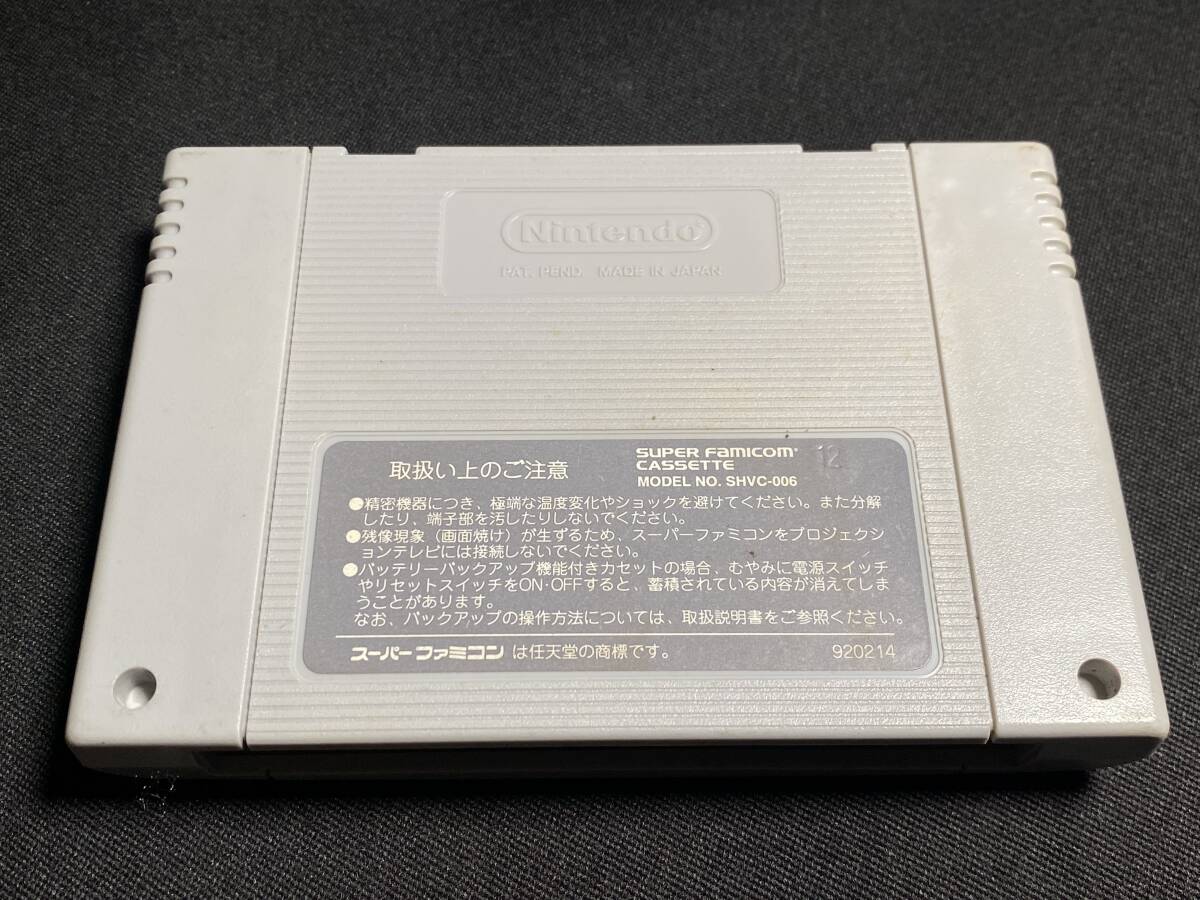 Nintendo®
PAT. PEND. MADE IN JAPAN
取扱い上のご注意
SUPER FAMICOM®
CASSETTE
MODEL NO. SHVC-006
12
●精密機器につき、極端な温度変化やショックを避けてください。また分解
したり、端子部を汚したりしないでください。
●残像現象（画面焼け）が生ずるため、スーパーファミコンをプロジェクシ
ョンテレビには接続しないでください。
●バッテリーバックアップ機能付きカセットの場合、むやみに電源スイッチ
やリセットスイッチをON・OFFすると、蓄積されている内容が消えてしま
うことがあります。
なお、バックアップの操作方法については、取扱説明書をご参照ください。
スーパーファミコン は任天堂の商標です。
920214